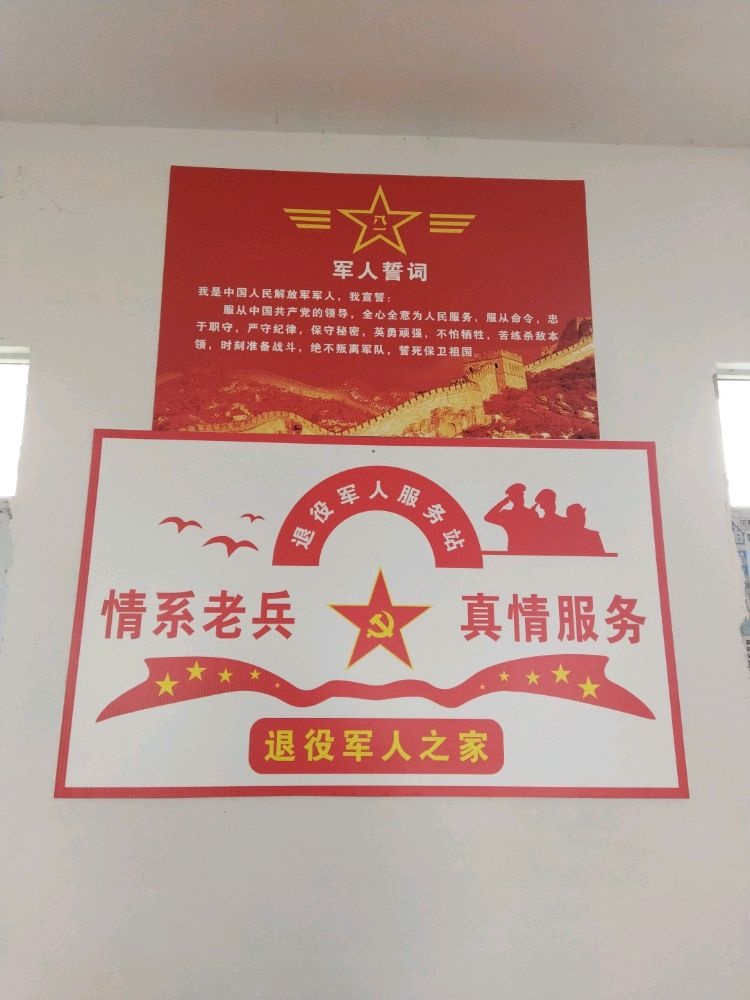 八一
军人誓词
我是中国人民解放军军人，我宣誓：
服从中国共产党的领导，全心全意为人民服务，服从命令，忠
于职守，严守纪律，保守秘密，英勇顽强，不怕牺牲，苦练杀敌本
领，时刻准备战斗，绝不叛离军队，誓死保卫祖国。
退役军人服务站
情系老兵 真情服务
退役军人之家